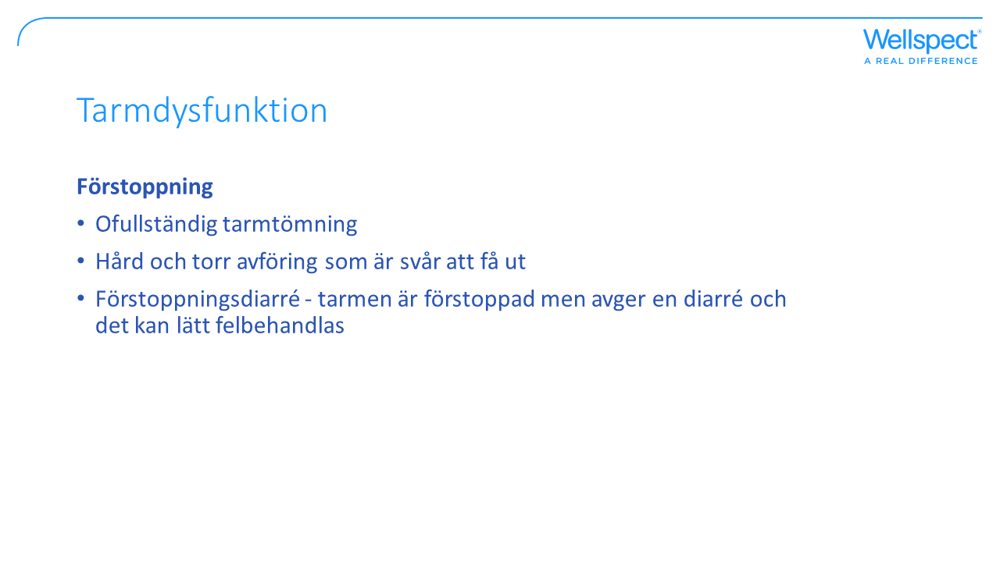 Wellspect®
A REAL DIFFERENCE
Tarmdysfunktion
Förstoppning
• Ofullständig tarmtömning
• Hård och torr avföring som är svår att få ut
• Förstoppningsdiarré - tarmen är förstoppad men avger en diarré och
det kan lätt felbehandlas